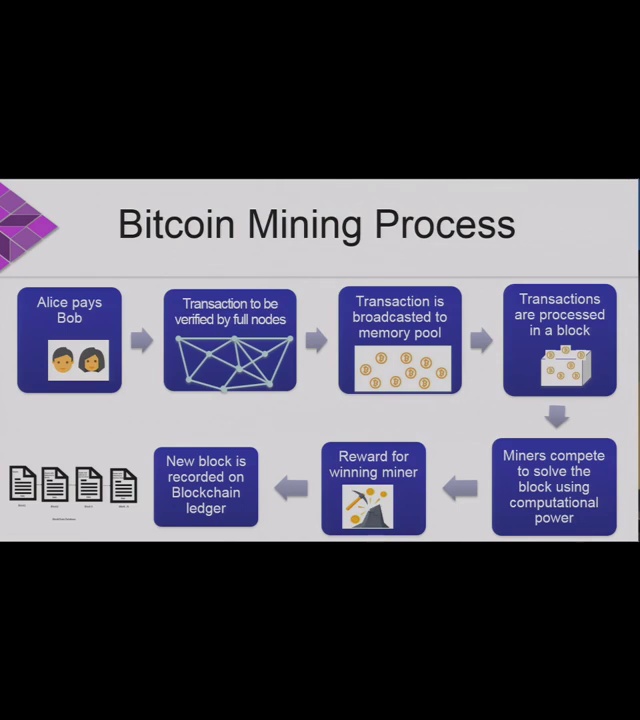 Bitcoin Mining Process
Alice pays
Bob
Transaction to be
verified by full nodes
Transaction is
broadcasted to
memory pool
Transactions
are processed
in a block
Miners compete
to solve the
block using
computational
power
Reward for
winning miner
New block is
recorded on
Blockchain
ledger